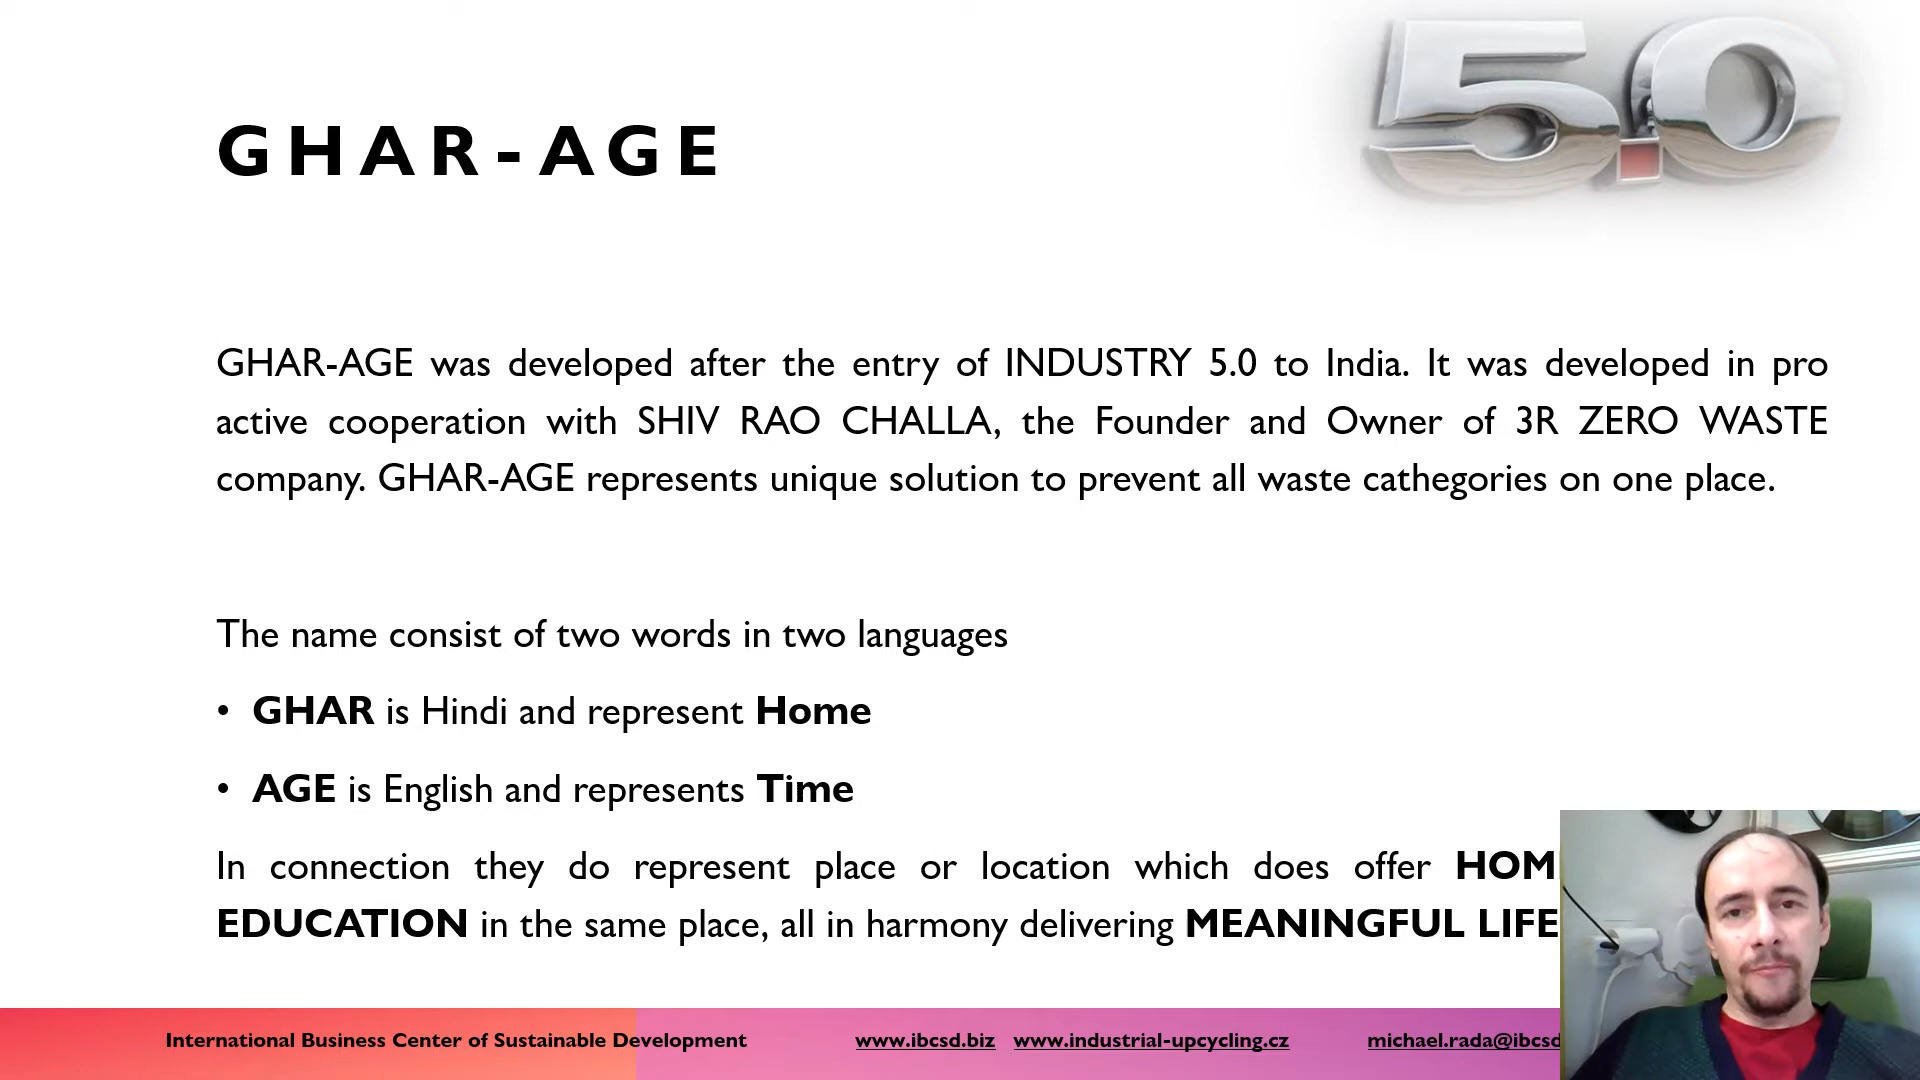 5.0
GHAR-AGE
GHAR-AGE was developed after the entry of INDUSTRY 5.0 to India. It was developed in pro
active cooperation with SHIV RAO CHALLA, the Founder and Owner of 3R ZERO WASTE
company. GHAR-AGE represents unique solution to prevent all waste cathegories on one place.
The name consist of two words in two languages
• GHAR is Hindi and represent Home
• AGE is English and represents Time
In connection they do represent place or location which does offer
EDUCATION in the same place, all in harmony delivering MEANINGFUL LIFE
International Business Center of Sustainable Development www.ibcsd.biz www.industrial-upcycling.cz michael.rada@ibcsd